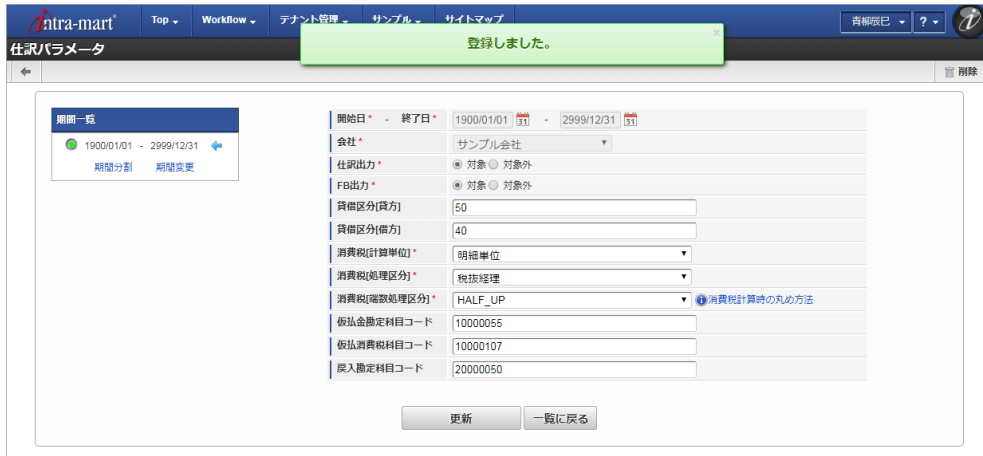 intra-mart Top Workflow テナント管理 サンプル サイトマップ 青柳辰巳 ?
登録しました。 ×
仕訳パラメータ
削除
期間一覧
1900/01/01 - 2999/12/31
期間分割 期間変更
開始日* - 終了日* 1900/01/01 31 - 2999/12/31 31
会社* サンプル会社
仕訳出力* 対象 対象外
FB出力* 対象 対象外
貸借区分[貸方] 50
貸借区分[借方] 40
消費税[計算単位]* 明細単位
消費税[処理区分]* 税抜経理
消費税[端数処理区分]* HALF_UP 消費税計算時の丸め方法
仮払金勘定科目コード 10000055
仮払消費税科目コード 10000107
戻入勘定科目コード 20000050
更新 一覧に戻る